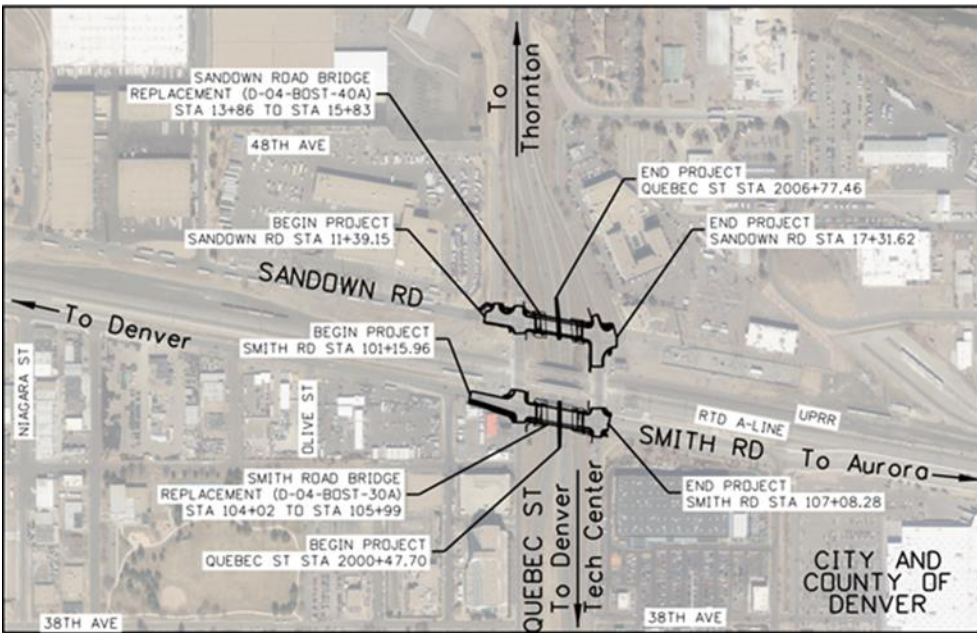 SANDOWN ROAD BRIDGE
REPLACEMENT (D-04-BOST-40A)
STA 13+86 TO STA 15+83
To
Thornton
48TH AVE
END PROJECT
QUEBEC ST STA 2006+77.46
BEGIN PROJECT
SANDOWN RD STA 11+39.15
END PROJECT
SANDOWN RD STA 17+31.62
SANDOWN RD
To Denver
BEGIN PROJECT
SMITH RD STA 101+15.96
NIAGARA ST
OLIVE ST
RTD A-LINE
UPRR
SMITH RD
To Aurora
SMITH ROAD BRIDGE
REPLACEMENT (D-04-BOST-30A)
STA 104+02 TO STA 105+99
END PROJECT
SMITH RD STA 107+08.28
BEGIN PROJECT
QUEBEC ST STA 2000+47.70
QUEBEC ST
To Denver
Tech Center
CITY AND
COUNTY OF
DENVER
38TH AVE
38TH AVE